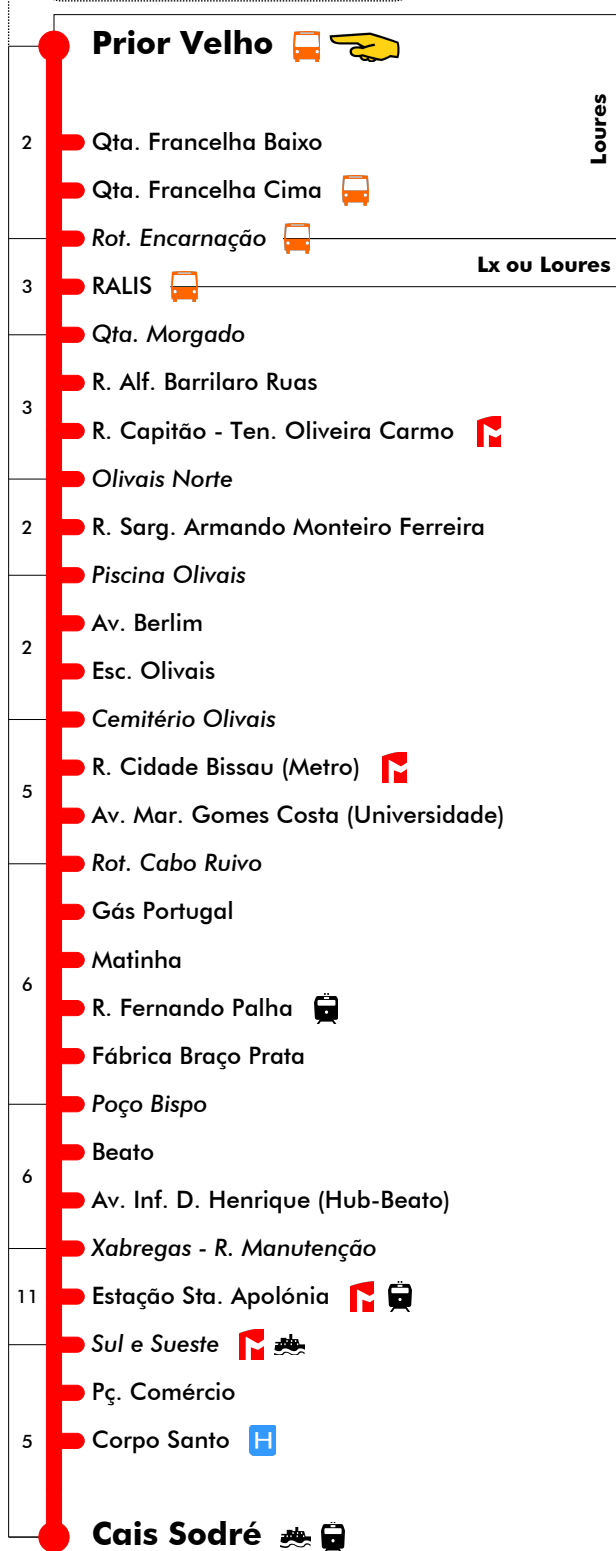 Prior Velho
Loures
2
Qta. Francelha Baixo
Qta. Francelha Cima
Rot. Encarnação
Lx ou Loures
3
RALIS
Qta. Morgado
R. Alf. Barrilaro Ruas
3
R. Capitão - Ten. Oliveira Carmo
Olivais Norte
2
R. Sarg. Armando Monteiro Ferreira
Piscina Olivais
Av. Berlim
2
Esc. Olivais
Cemitério Olivais
R. Cidade Bissau (Metro)
5
Av. Mar. Gomes Costa (Universidade)
Rot. Cabo Ruivo
Gás Portugal
Matinha
6
R. Fernando Palha
Fábrica Braço Prata
Poço Bispo
Beato
6
Av. Inf. D. Henrique (Hub-Beato)
Xabregas - R. Manutenção
11
Estação Sta. Apolónia
Sul e Sueste
Pç. Comércio
5
Corpo Santo
H
Cais Sodré